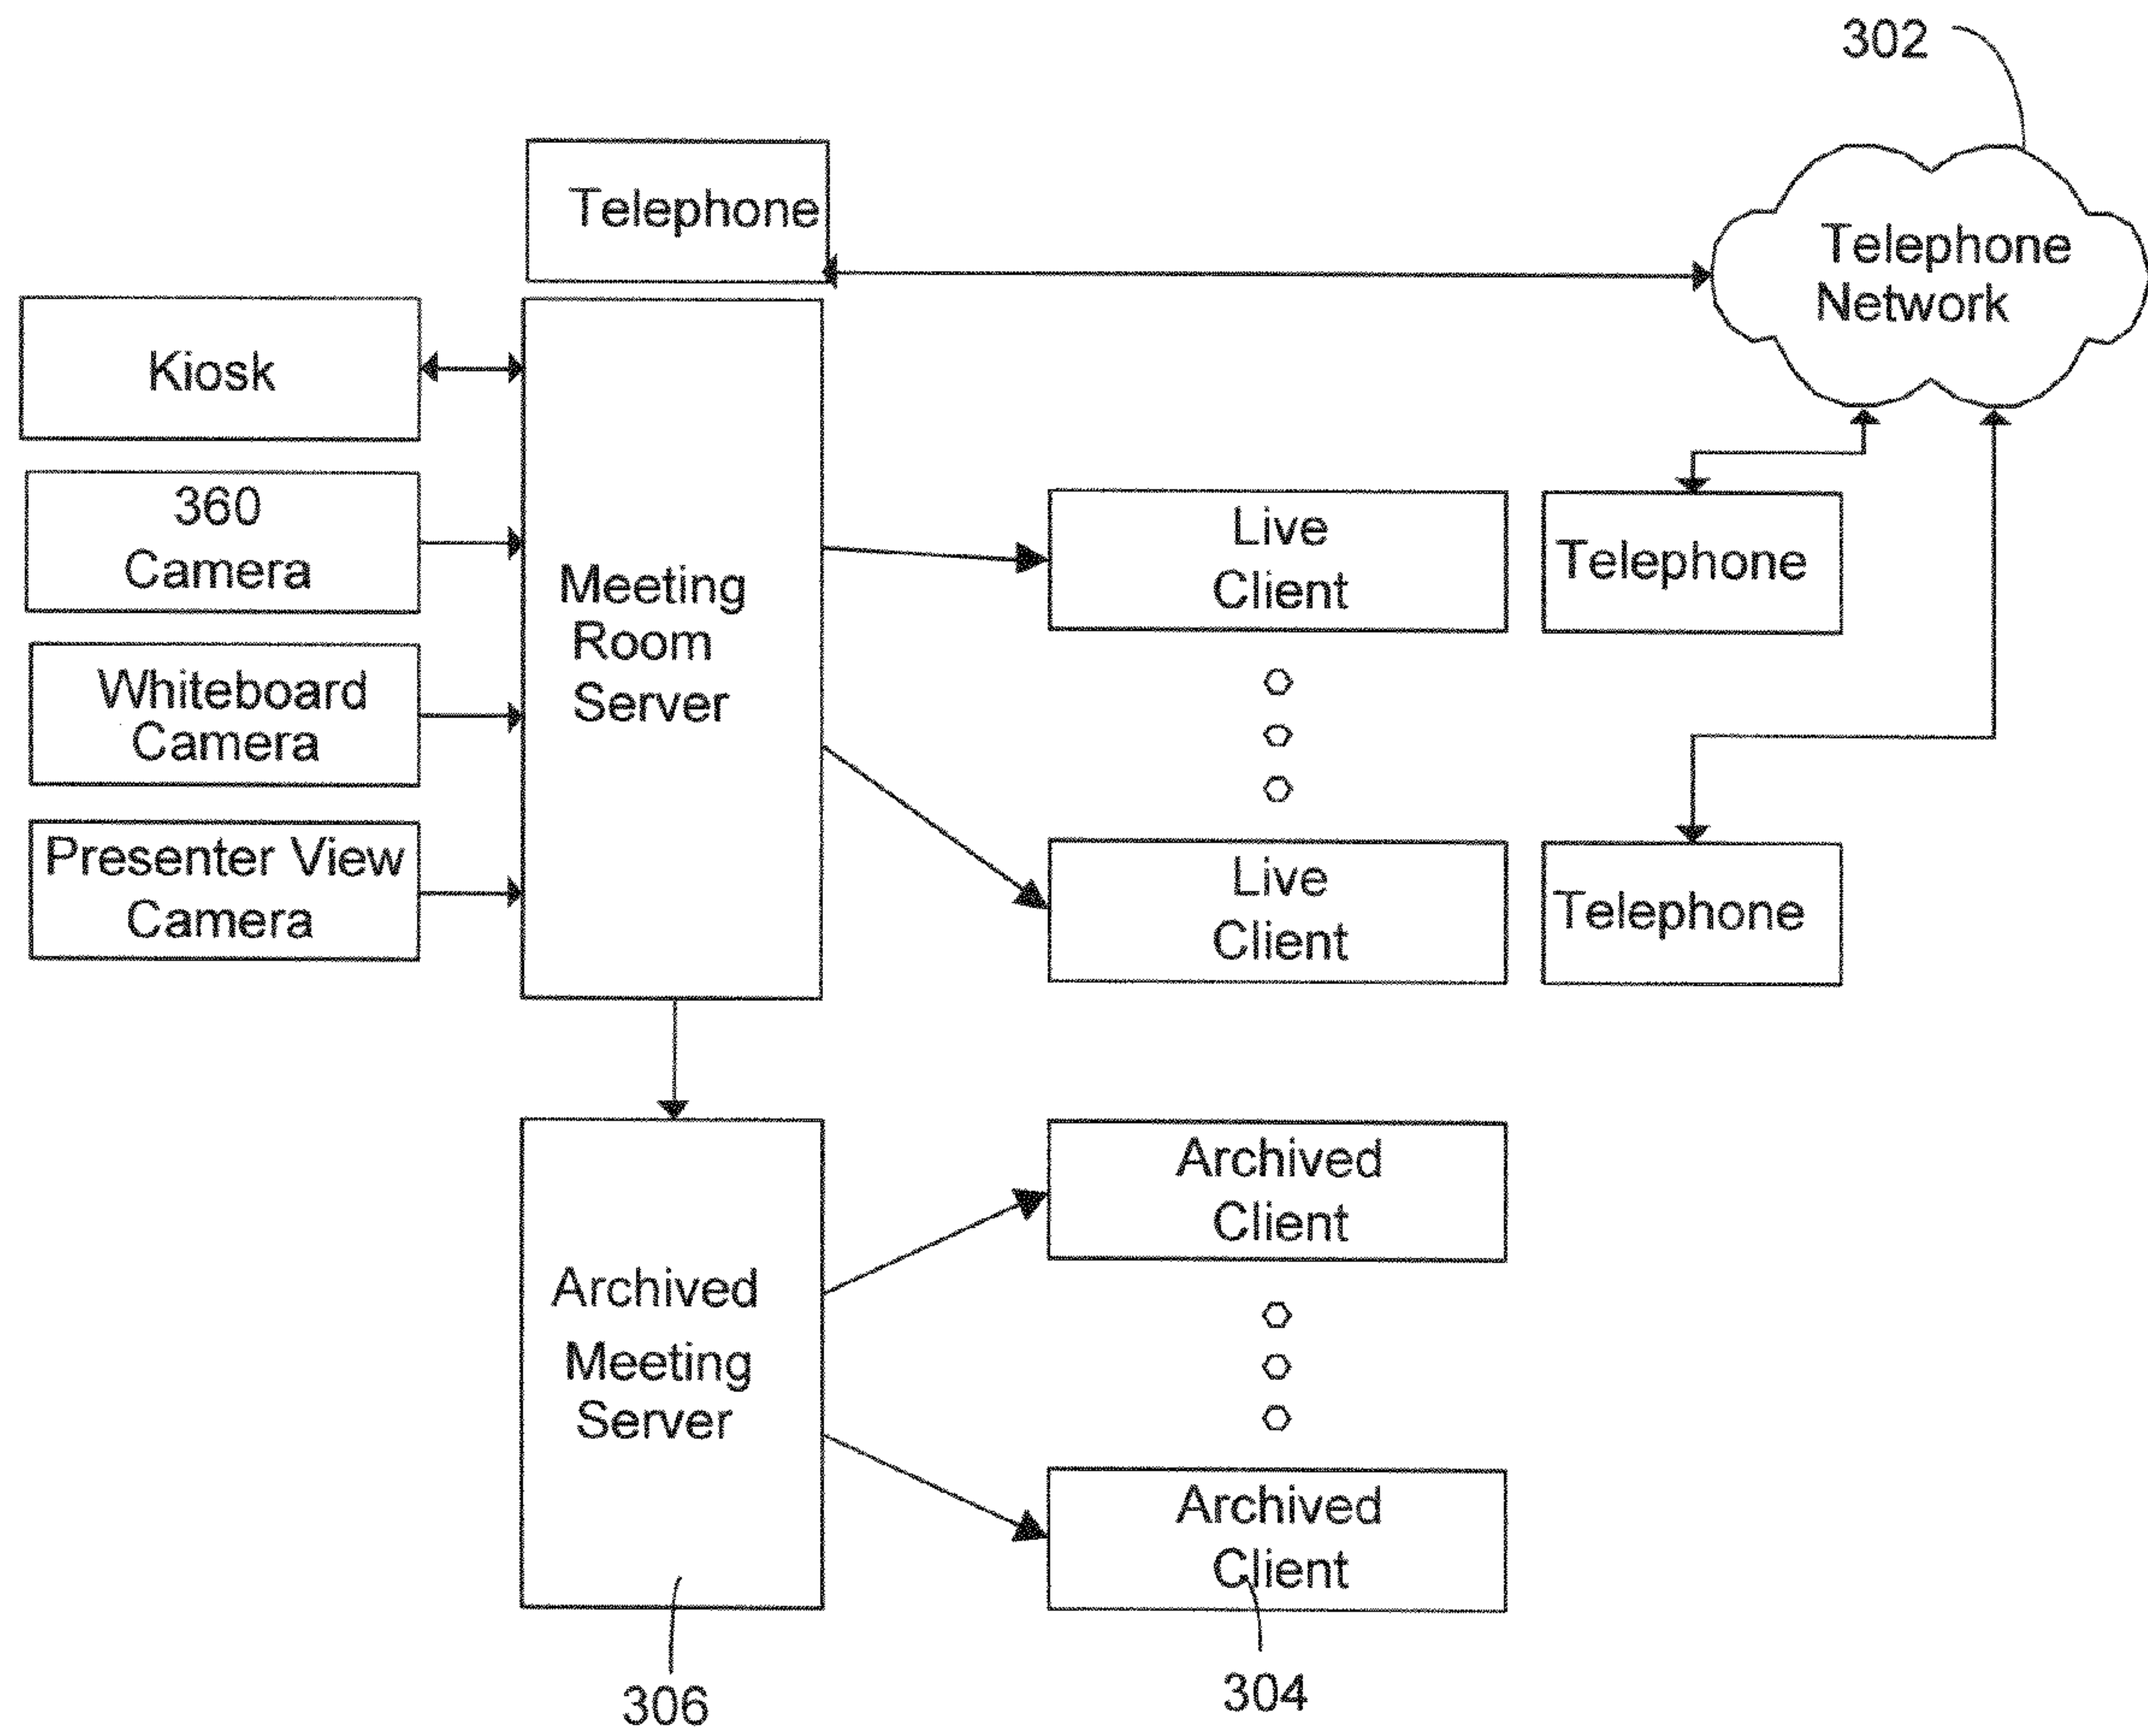 302
Telephone
Telephone
Network
Kiosk
360
Camera
Whiteboard
Camera
Presenter View
Camera
Meeting
Room
Server
Live
Client
Telephone
Live
Client
Telephone
Archived
Meeting
Server
Archived
Client
Archived
Client
306
304